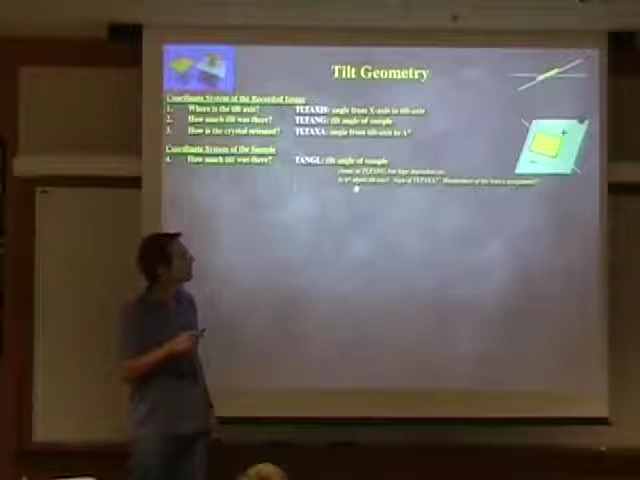 Tilt Geometry
Coordinate System of the Recorded Image
1. Where is the tilt axis? TLTAXIS: angle from X-axis to tilt-axis
2. How much tilt was there? TLTANG: tilt angle of sample
3. How is the crystal oriented? TLTAXA: angle from tilt-axis to A*
Coordinate System of the Sample
4. How much tilt was there? TANGL: tilt angle of sample